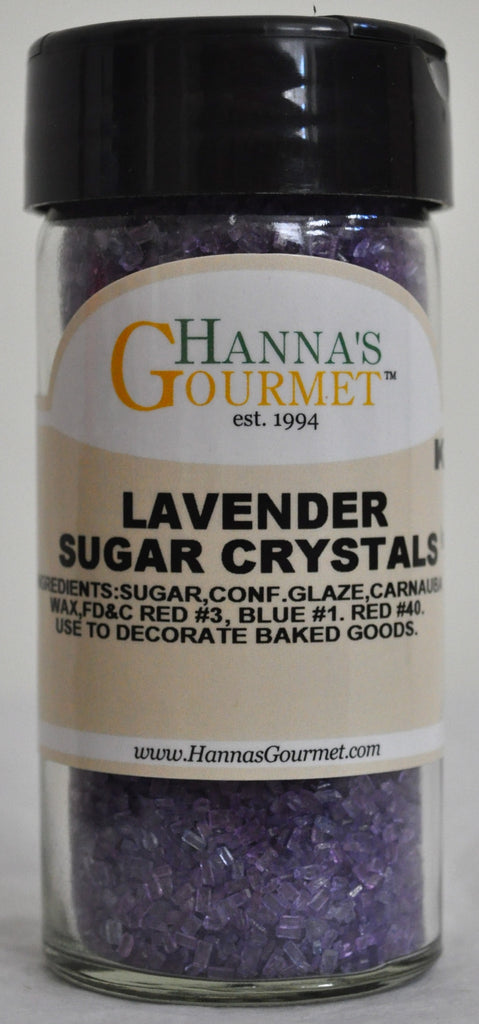 HANNA'S
GOURMET™
est. 1994
K
LAVENDER
SUGAR CRYSTALS
NGREDIENTS:SUGAR,CONF.GLAZE,CARNAUBA
WAX,FD&C RED #3, BLUE #1. RED #40.
USE TO DECORATE BAKED GOODS.
www.HannasGourmet.com